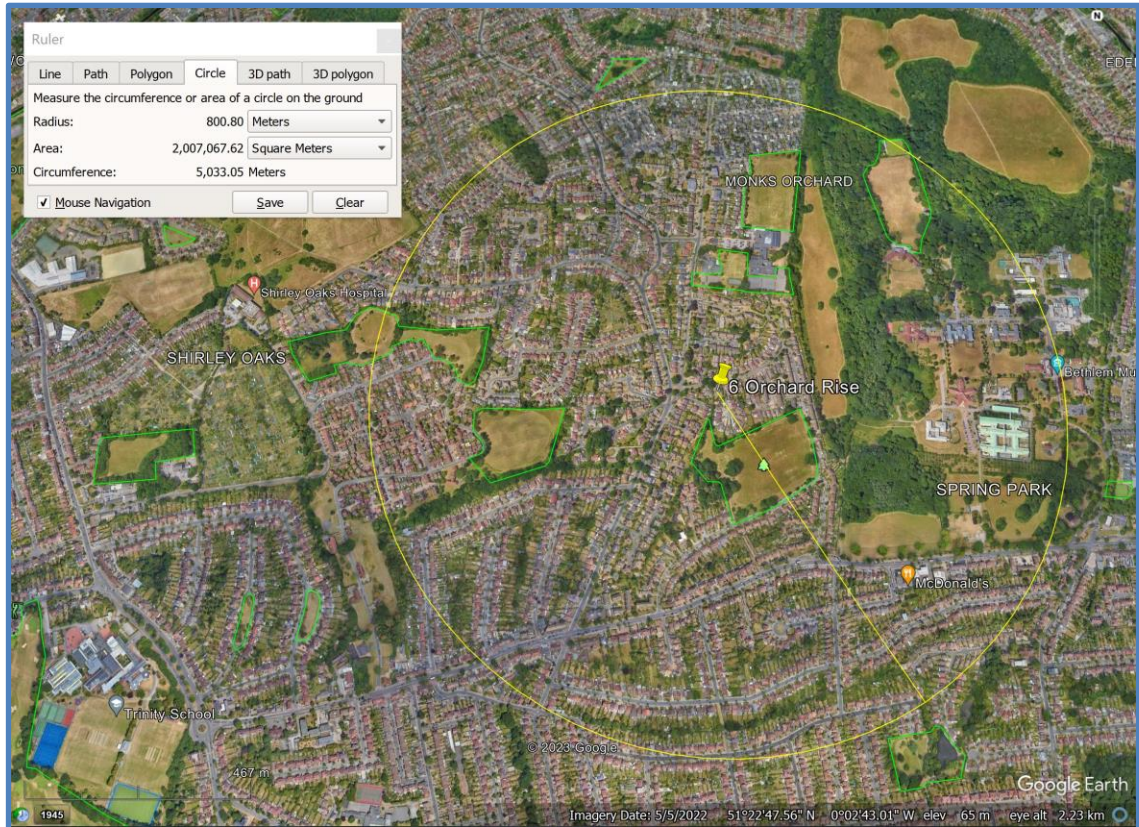 Ruler
Line Path Polygon Circle 3D path 3D polygon
Measure the circumference or area of a circle on the ground
Radius: 800.80 Meters
Area: 2,007,067.62 Square Meters
Circumference: 5,033.05 Meters
Mouse Navigation Save Clear
N
EDEN
MONKS ORCHARD
H Shirley Oaks Hospital
SHIRLEY OAKS
6 Orchard Rise
Bethlem Mu
SPRING PARK
McDonald's
Trinity School
© 2023 Google
467 m
Google Earth
1945
Imagery Date: 5/5/2022 51°22'47.56" N 0°02'43.01" W elev 65 m eye alt 2.23 km